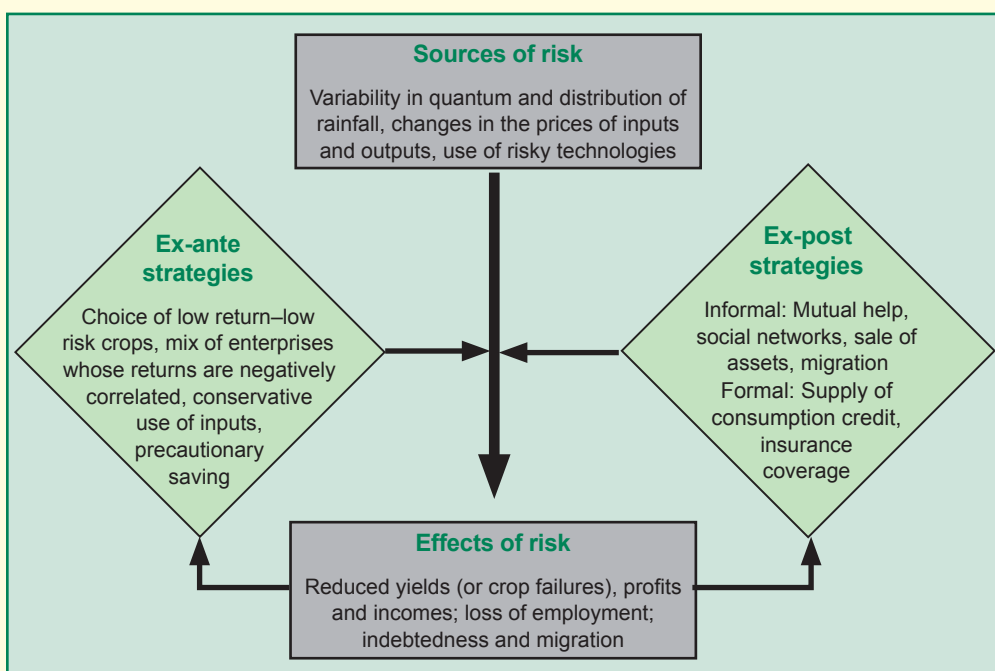 Sources of risk
Variability in quantum and distribution of
rainfall, changes in the prices of inputs
and outputs, use of risky technologies
Ex-ante
strategies
Choice of low return–low
risk crops, mix of enterprises
whose returns are negatively
correlated, conservative
use of inputs,
precautionary
saving
Ex-post
strategies
Informal: Mutual help,
social networks, sale of
assets, migration
Formal: Supply of
consumption credit,
insurance
coverage
Effects of risk
Reduced yields (or crop failures), profits
and incomes; loss of employment;
indebtedness and migration